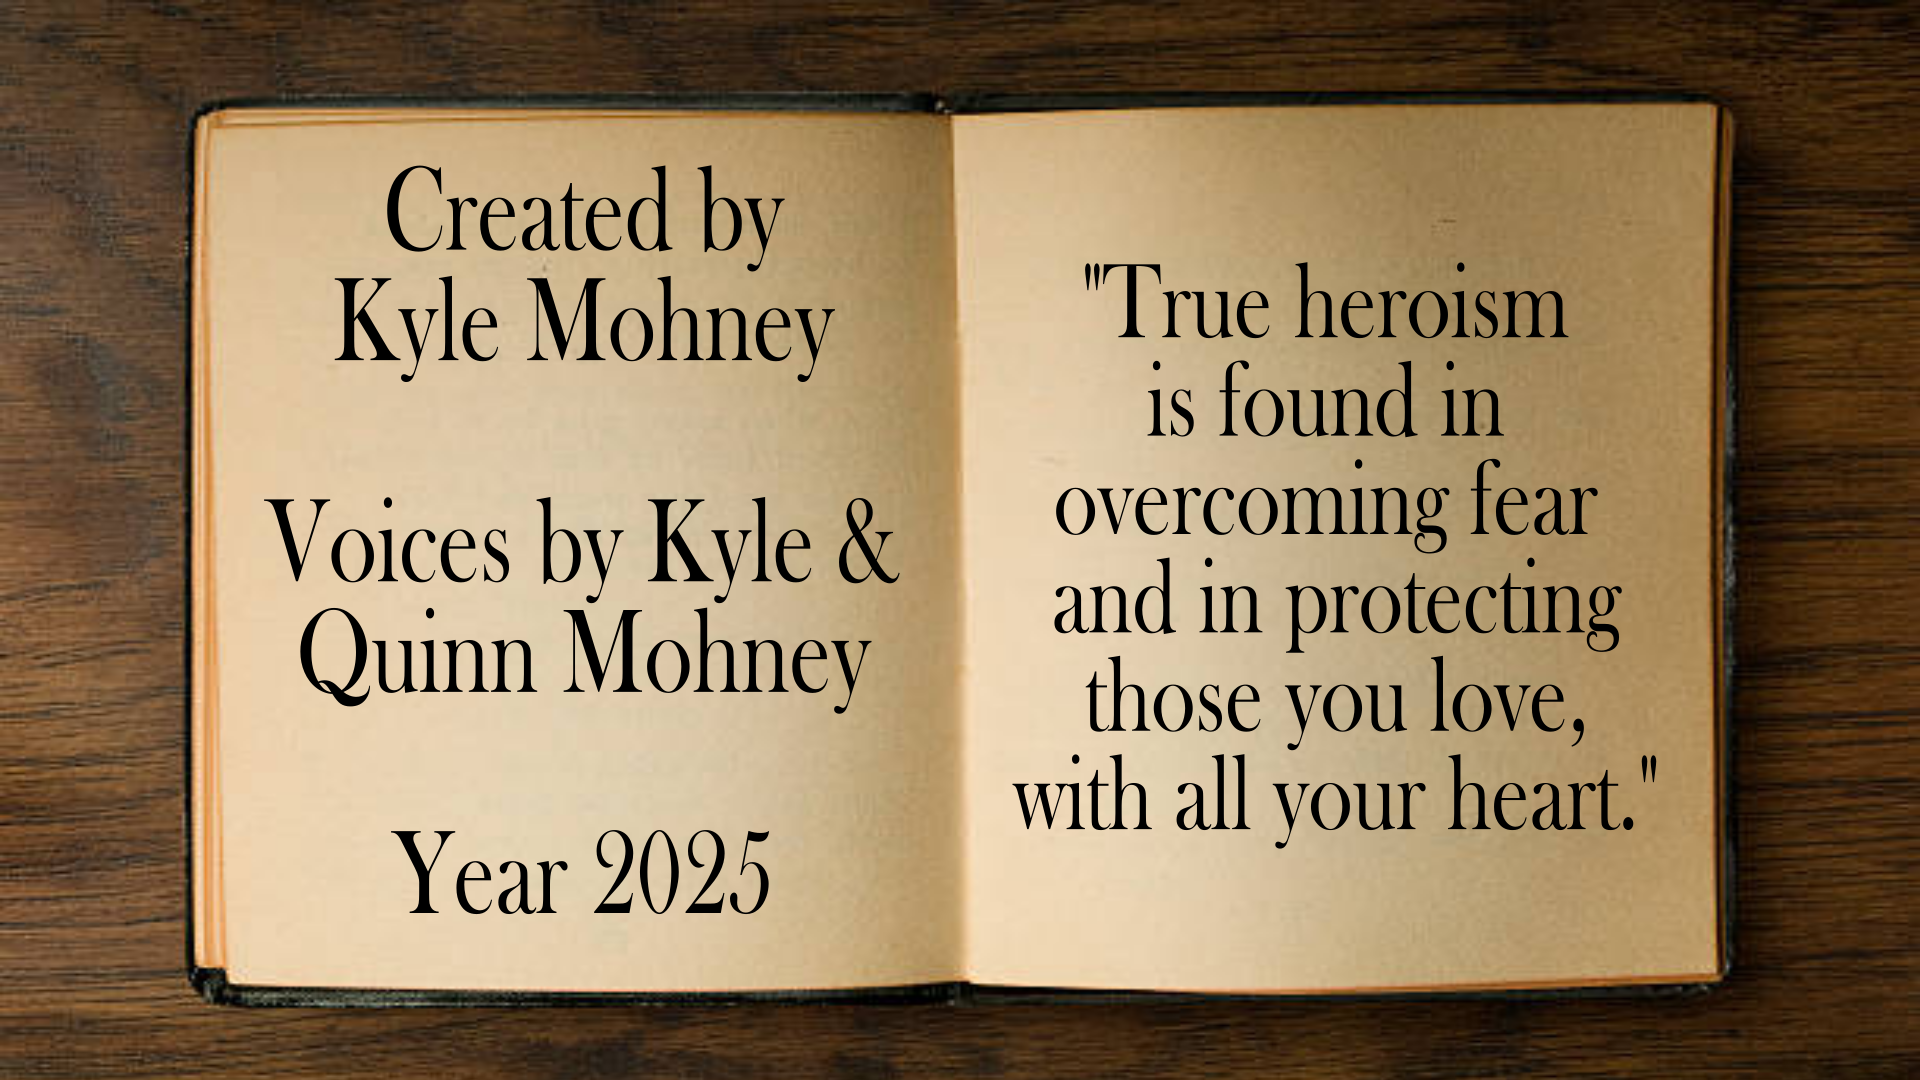 Created by
Kyle Mohney
Voices by Kyle &
Quinn Mohney
Year 2025
"True heroism
is found in
overcoming fear
and in protecting
those you love,
with all your heart."